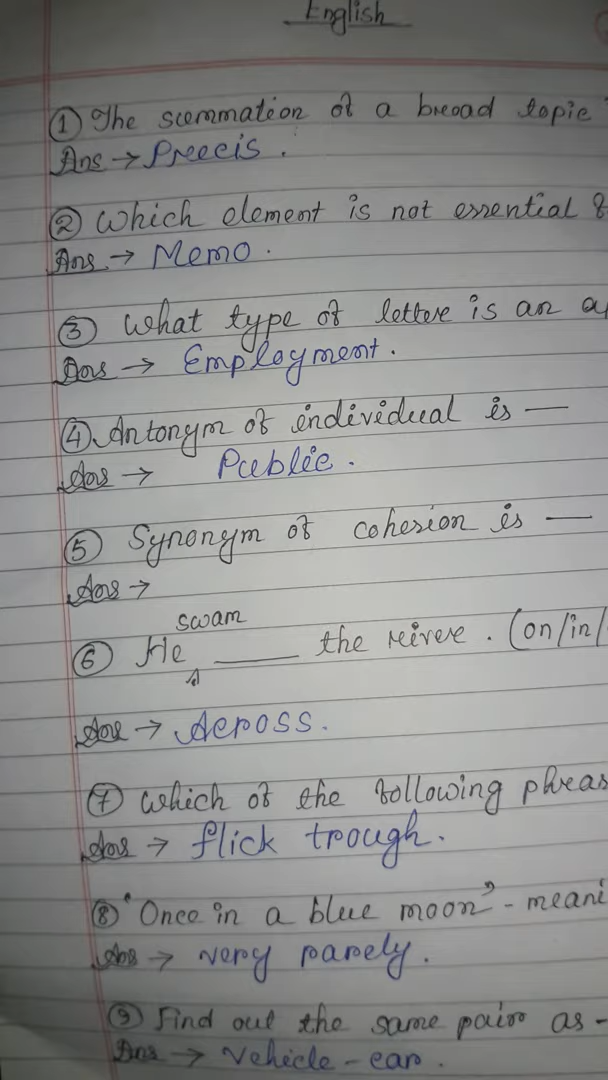 English
① The summation of a broad topic
Ans → Precis.
② Which element is not essential
Ans. → Memo.
③ What type of letter is an
Ans → Employment.
④ Antonym of individual is —
Ans → Public.
⑤ Synonym of cohesion is —
Ans →
swam
⑥ He ____ the river. (on/in/
Ans → Across.
⑦ Which of the following phras
Ans → flick trough.
⑧ "Once in a blue moon" - meani
Ans → very rarely.
⑨ Find out the same pair as -
Ans → Vehicle - car.